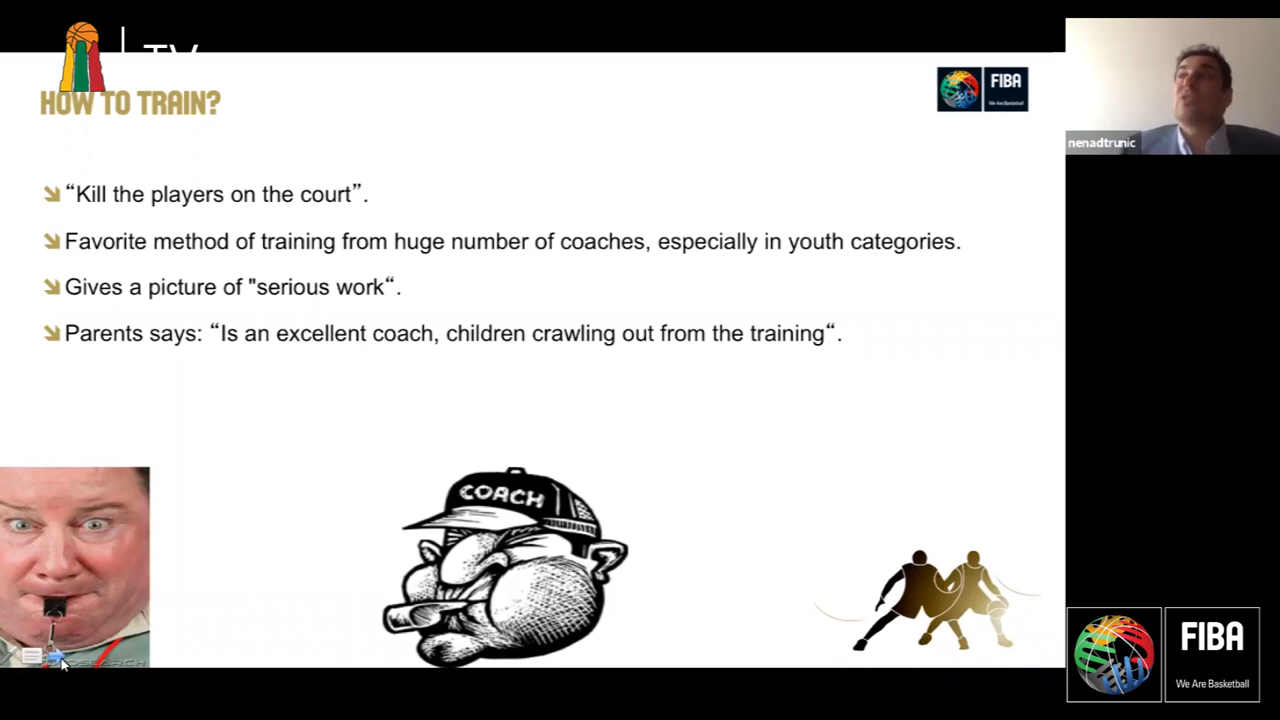 TV
HOW TO TRAIN?
FIBA
We Are Basketball
nenadtrunic
“Kill the players on the court”.
Favorite method of training from huge number of coaches, especially in youth categories.
Gives a picture of "serious work“.
Parents says: “Is an excellent coach, children crawling out from the training“.
COACH
FIBA
We Are Basketball